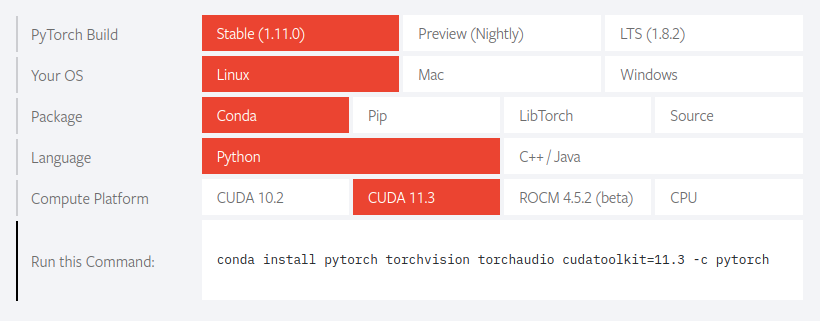 PyTorch Build Stable (1.11.0) Preview (Nightly) LTS (1.8.2)
Your OS Linux Mac Windows
Package Conda Pip LibTorch Source
Language Python C++ / Java
Compute Platform CUDA 10.2 CUDA 11.3 ROCM 4.5.2 (beta) CPU
Run this Command: conda install pytorch torchvision torchaudio cudatoolkit=11.3 -c pytorch